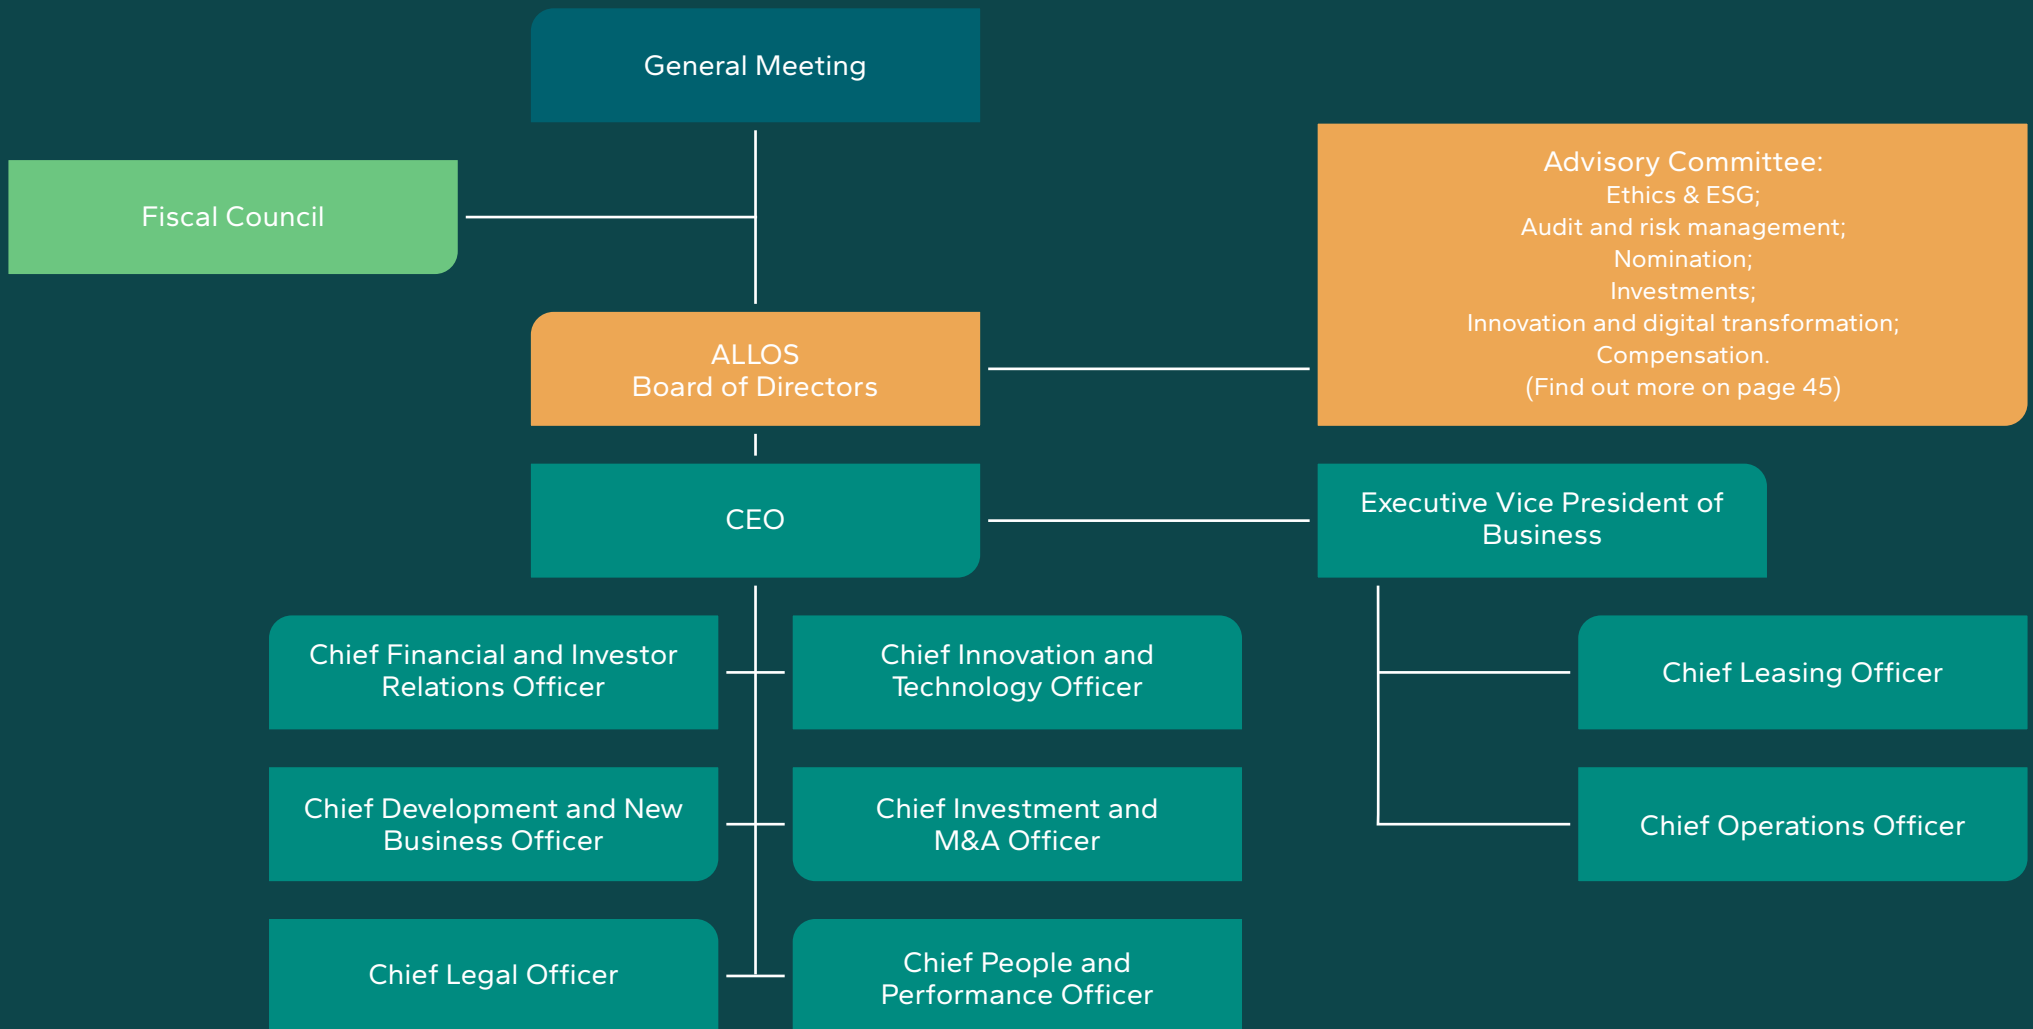 General Meeting
Fiscal Council
Advisory Committee:
Ethics & ESG;
Audit and risk management;
Nomination;
Investments;
Innovation and digital transformation;
Compensation.
(Find out more on page 45)
ALLOS
Board of Directors
CEO
Executive Vice President of
Business
Chief Financial and Investor
Relations Officer
Chief Innovation and
Technology Officer
Chief Leasing Officer
Chief Development and New
Business Officer
Chief Investment and
M&A Officer
Chief Operations Officer
Chief Legal Officer
Chief People and
Performance Officer